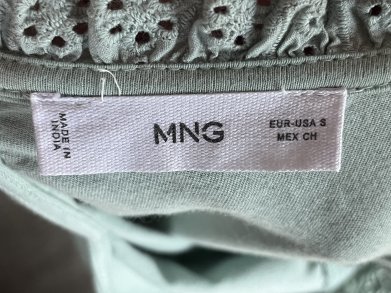 MADE IN
INDIA
MNG
EUR-USA S
MEX CH